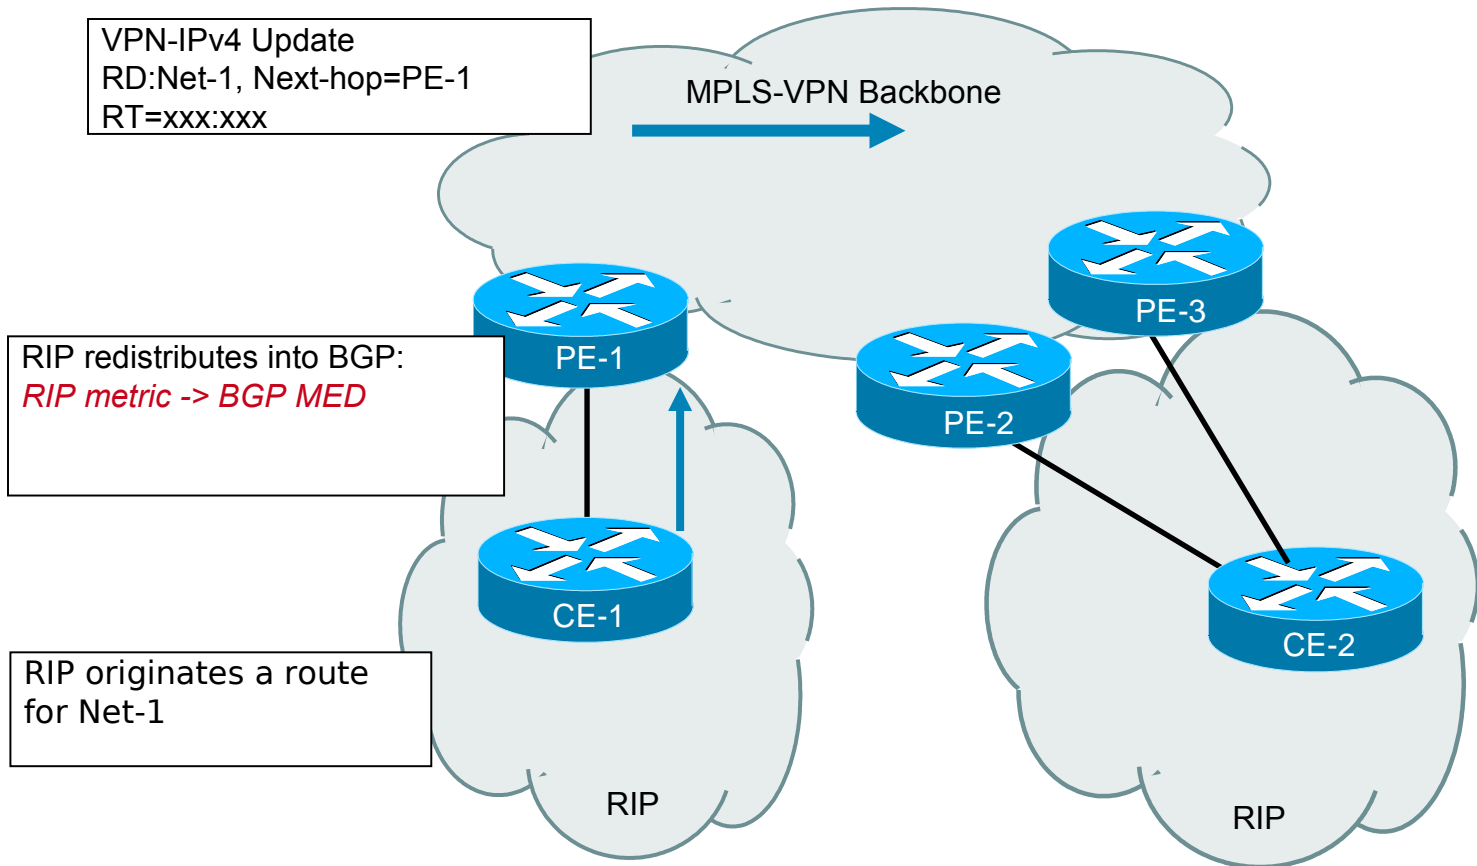 VPN-IPv4 Update
RD:Net-1, Next-hop=PE-1
RT=xxx:xxx
MPLS-VPN Backbone
PE-3
PE-1
PE-2
RIP redistributes into BGP:
RIP metric -> BGP MED
CE-1
CE-2
RIP originates a route
for Net-1
RIP
RIP